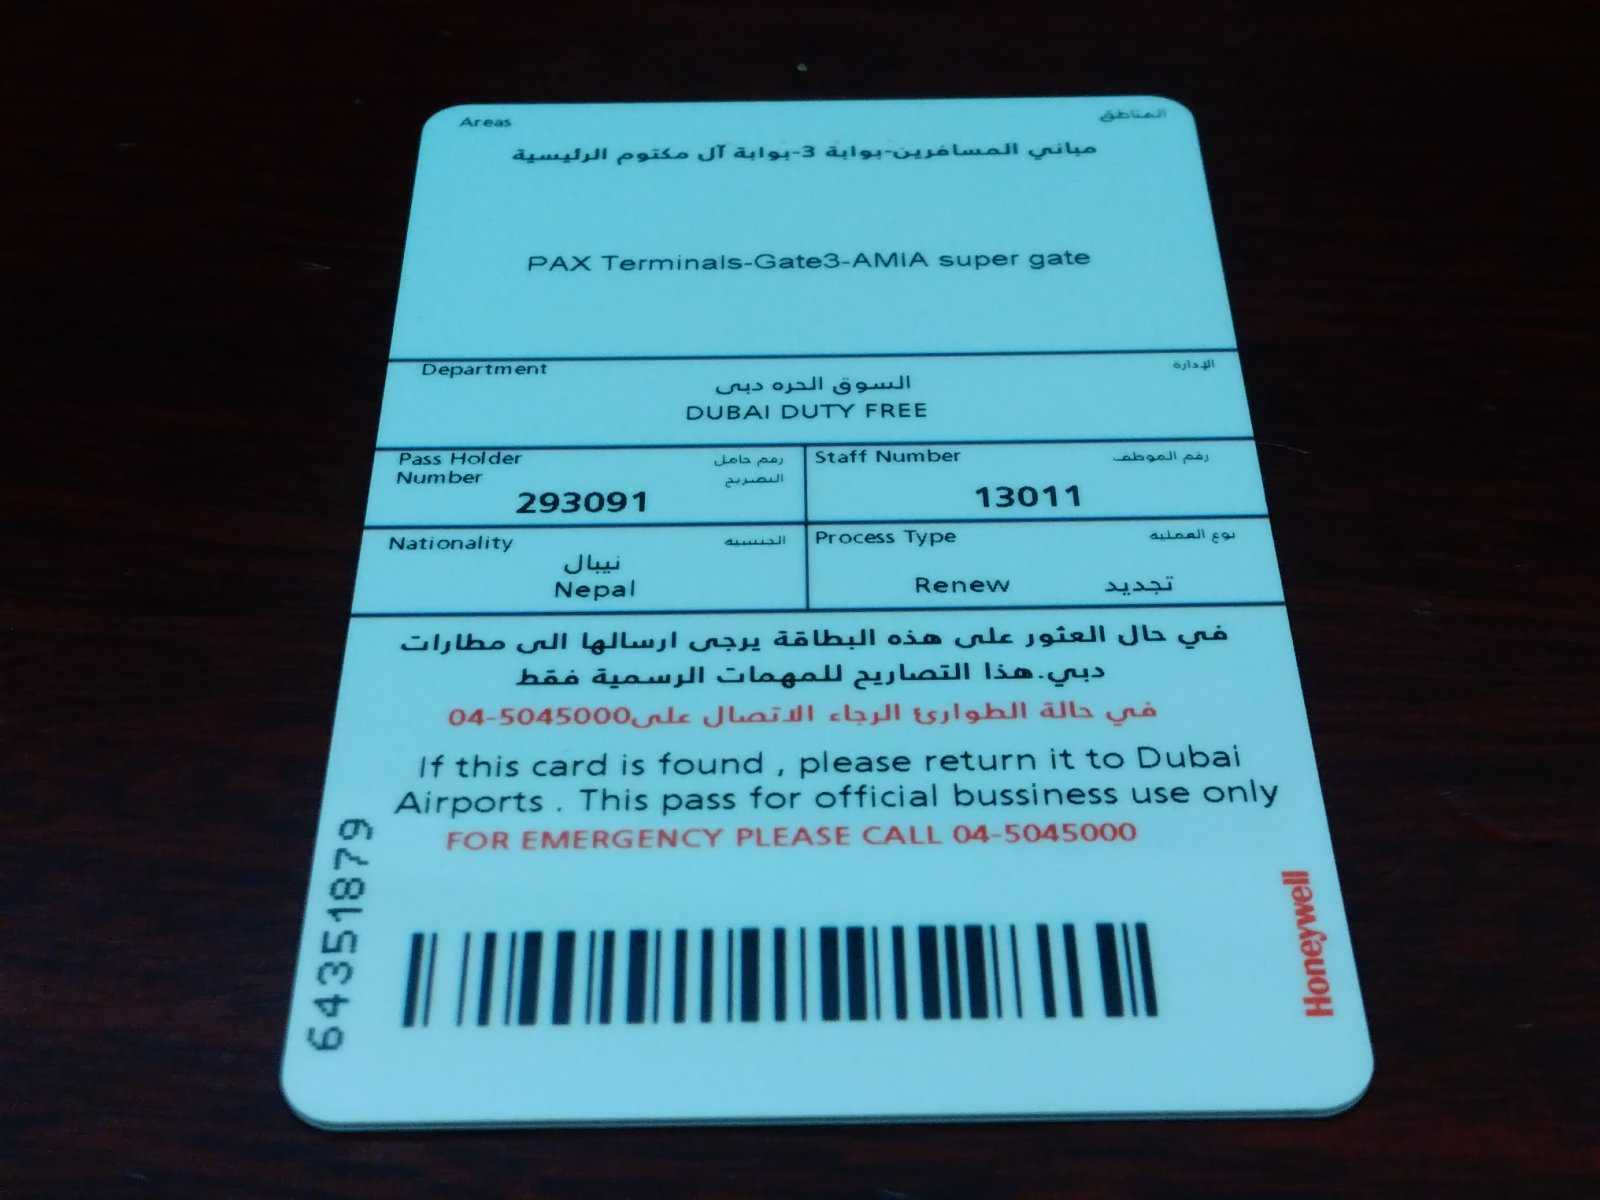 Areas المناطق
مباني المسافرين-بوابة 3-بوابة آل مكتوم الرئيسية
PAX Terminals-Gate3-AMIA super gate
Department الإدارة
السوق الحره دبى
DUBAI DUTY FREE
Pass Holder رقم حامل
Number التصريح
293091
Staff Number رقم الموظف
13011
Nationality الجنسيه
نيبال
Nepal
Process Type نوع العمليه
Renew تجديد
في حال العثور على هذه البطاقة يرجى ارسالها الى مطارات
دبي.هذا التصاريح للمهمات الرسمية فقط
في حالة الطوارئ الرجاء الاتصال على04-5045000
If this card is found , please return it to Dubai
Airports . This pass for official bussiness use only
FOR EMERGENCY PLEASE CALL 04-5045000
64351879
Honeywell